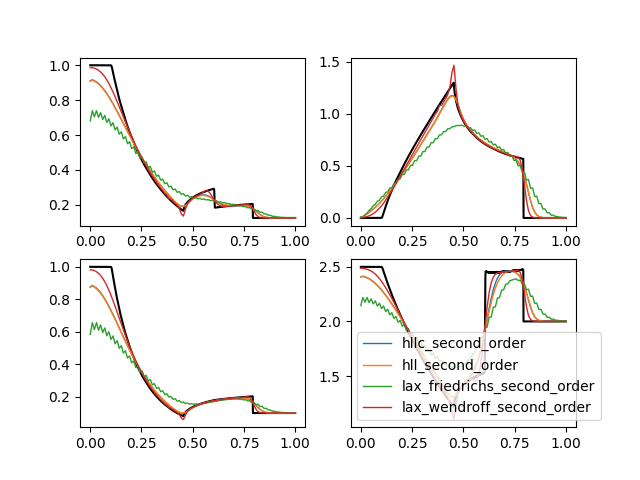 1.0
0.8
0.6
0.4
0.2
0.00 0.25 0.50 0.75 1.00
1.5
1.0
0.5
0.0
0.00 0.25 0.50 0.75 1.00
1.0
0.8
0.6
0.4
0.2
0.00 0.25 0.50 0.75 1.00
2.5
2.0
1.5
0.00 0.25 0.50 0.75 1.00
hllc_second_order
hll_second_order
lax_friedrichs_second_order
lax_wendroff_second_order